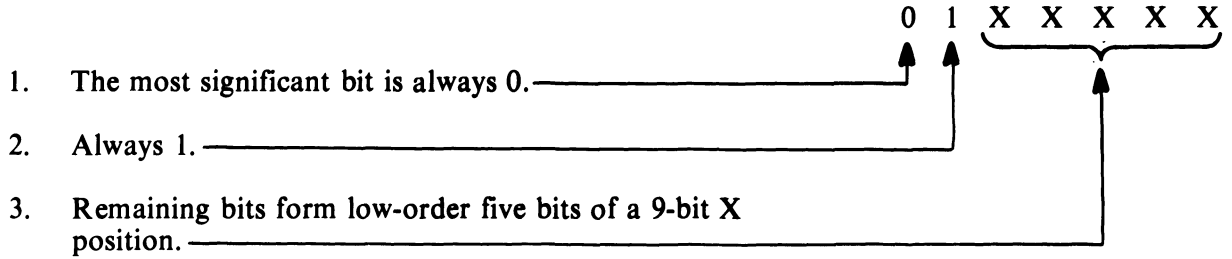 0 1 X X X X X
1. The most significant bit is always 0.
2. Always 1.
3. Remaining bits form low-order five bits of a 9-bit X
position.